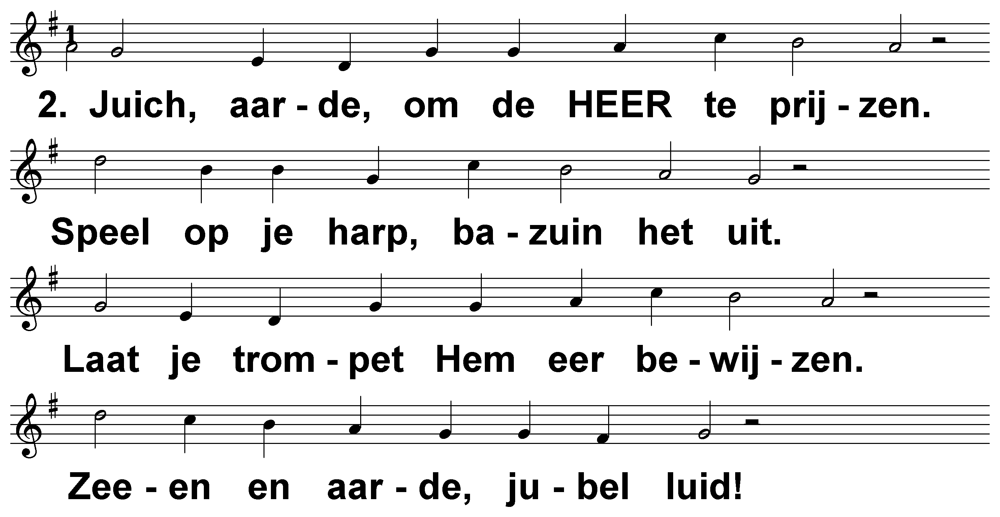 2. Juich, aar - de, om de HEER te prij - zen.
Speel op je harp, ba - zuin het uit.
Laat je trom - pet Hem eer be - wij - zen.
Zee - en en aar - de, ju - bel luid!